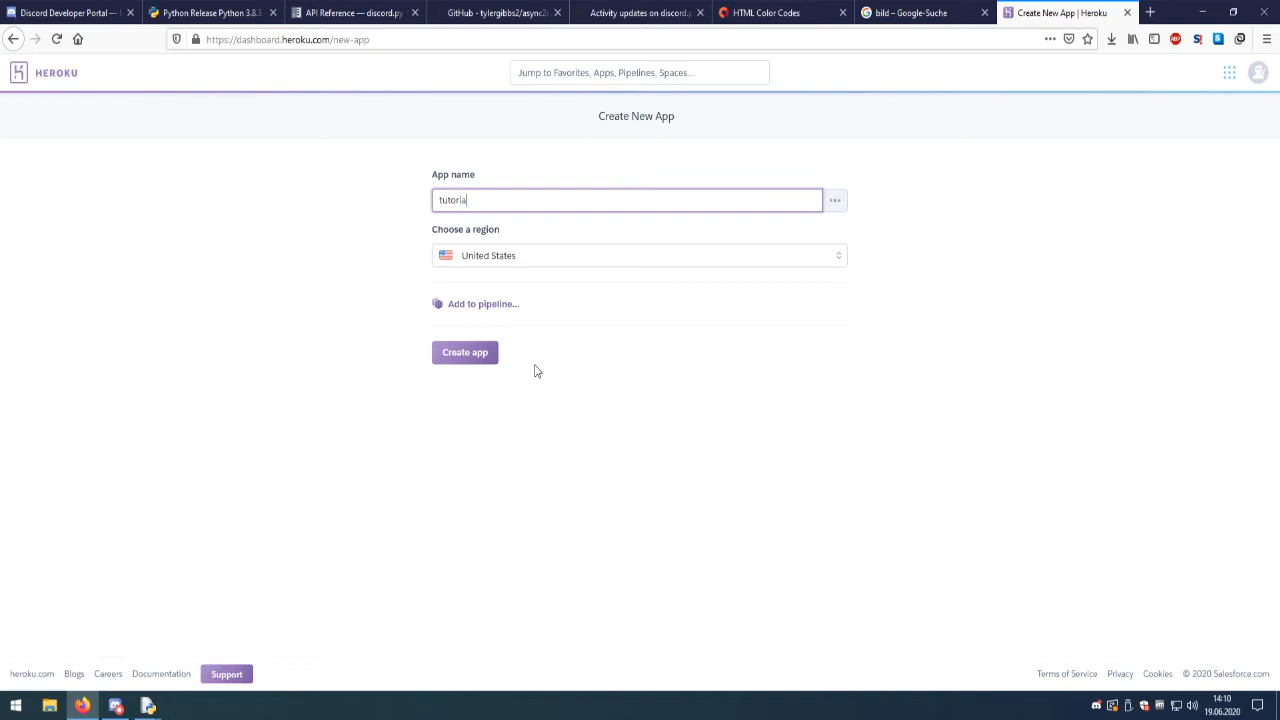 Discord Developer Portal —
Python Release Python 3.8.3
API Reference — discord.py
GitHub - tylergibbs2/async2
Activity updates on discord.p
HTML Color Codes
bild – Google-Suche
Create New App | Heroku
https://dashboard.heroku.com/new-app
HEROKU
Jump to Favorites, Apps, Pipelines, Spaces...
Create New App
App name
tutoria
Choose a region
United States
Add to pipeline...
Create app
heroku.com Blogs Careers Documentation Support
Terms of Service Privacy Cookies © 2020 Salesforce.com
14:10
19.06.2020